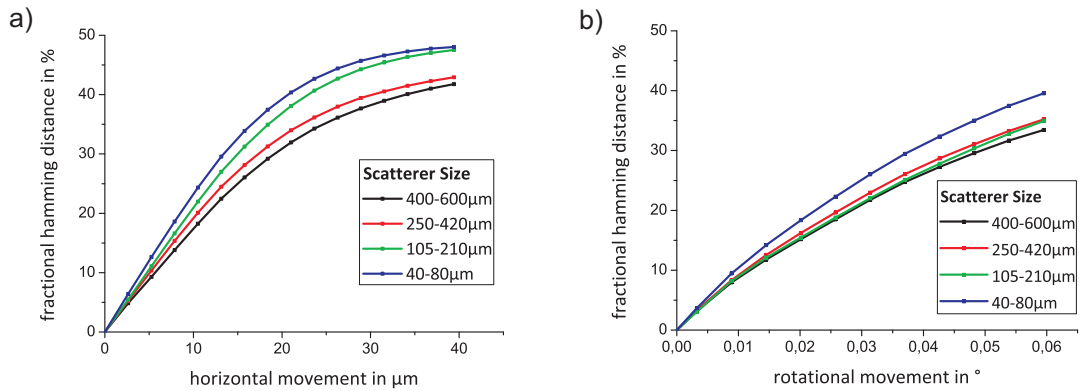 a)
fractional hamming distance in %
50
40
30
20
10
0
0
10
20
30
40
horizontal movement in µm
Scatterer Size
400-600µm
250-420µm
105-210µm
40-80µm
b)
fractional hamming distance in %
50
40
30
20
10
0
0,00
0,01
0,02
0,03
0,04
0,05
0,06
rotational movement in °
Scatterer Size
400-600µm
250-420µm
105-210µm
40-80µm